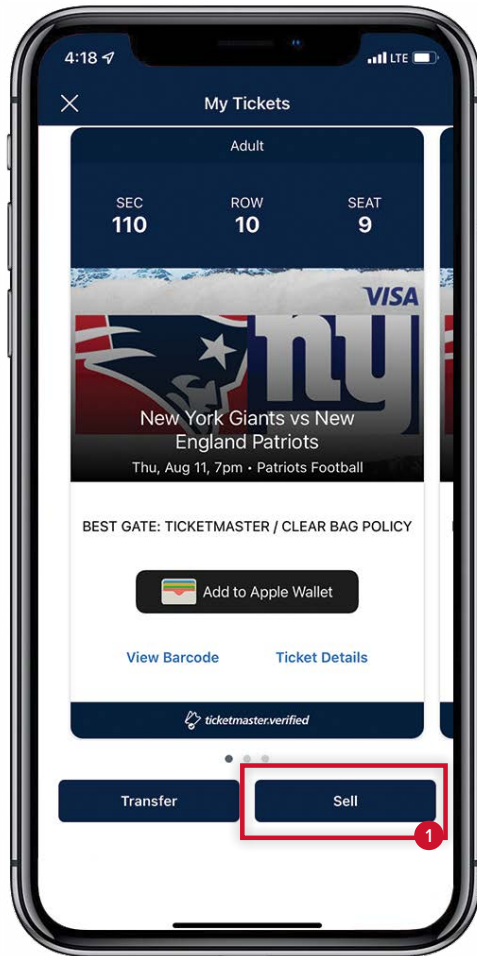 4:18 LTE
My Tickets
Adult
SEC ROW SEAT
110 10 9
VISA
ny
New York Giants vs New
England Patriots
Thu, Aug 11, 7pm • Patriots Football
BEST GATE: TICKETMASTER / CLEAR BAG POLICY
Add to Apple Wallet
View Barcode Ticket Details
ticketmaster.verified
Transfer Sell
1